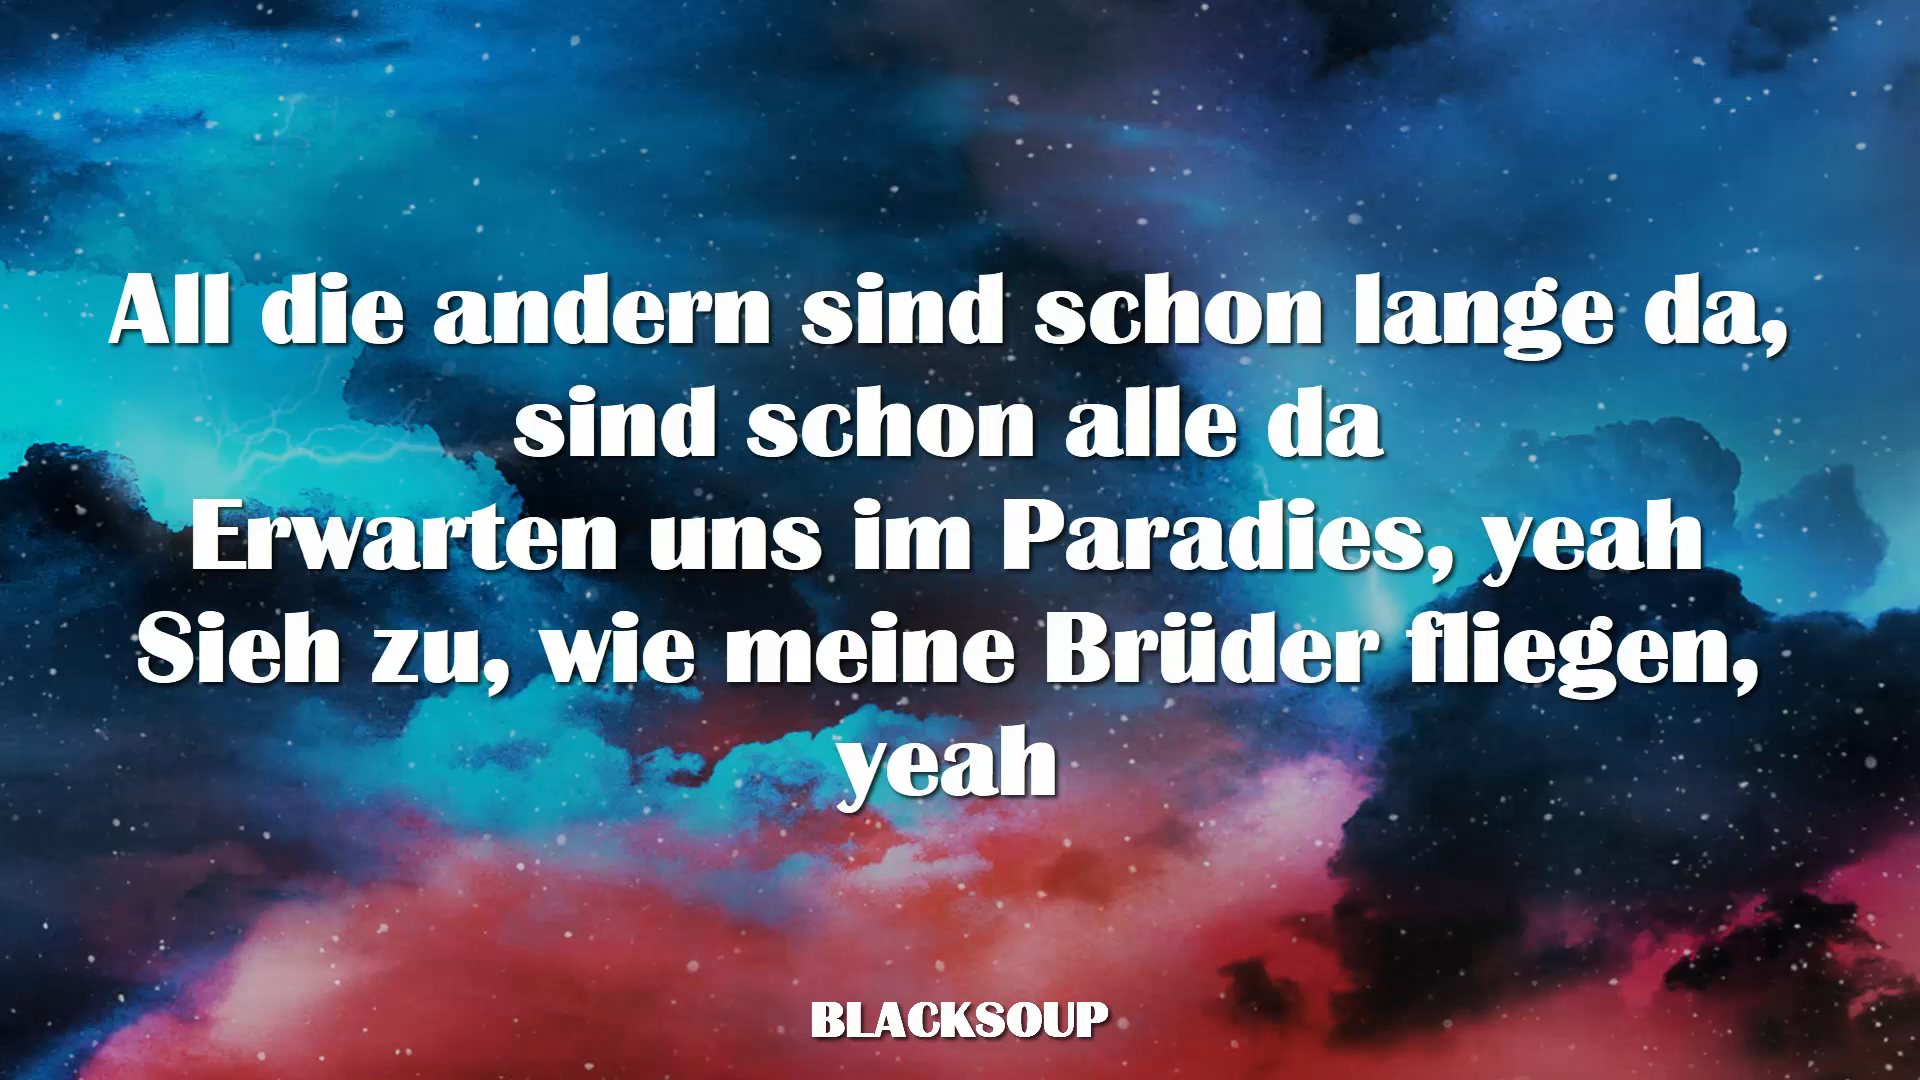 All die andern sind schon lange da,
sind schon alle da
Erwarten uns im Paradies, yeah
Sieh zu, wie meine Brüder fliegen,
yeah
BLACKSOUP